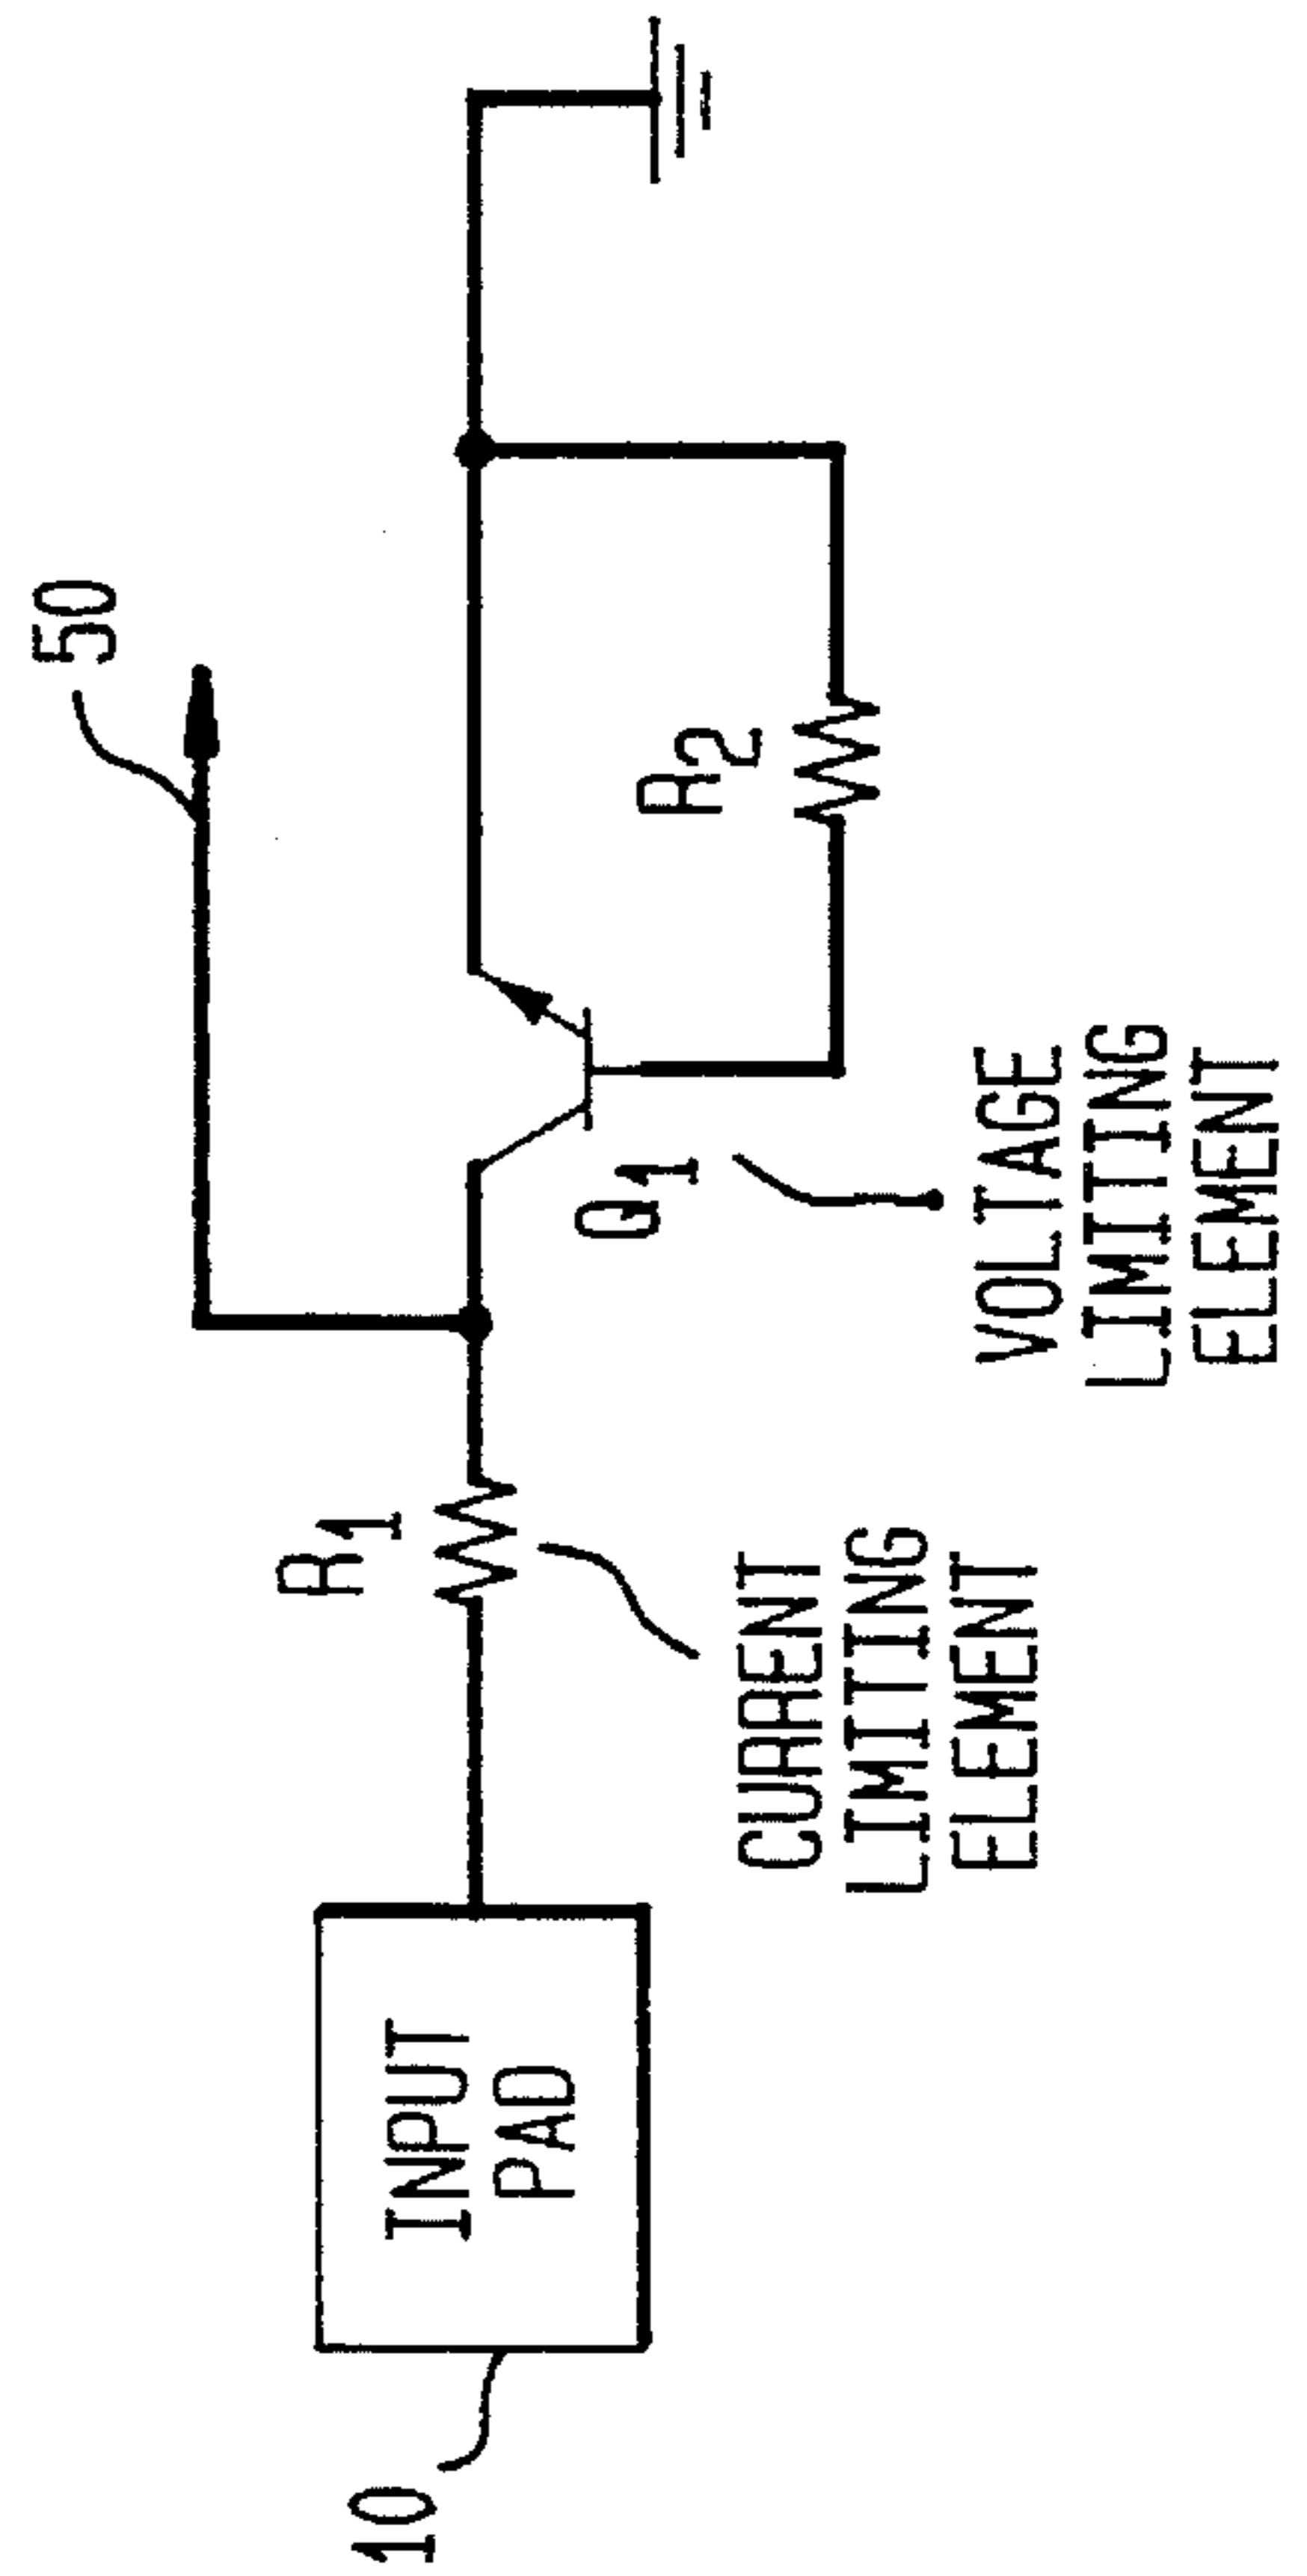 50
R2
R1
Q1
INPUT
PAD
10
CURRENT
LIMITING
ELEMENT
VOLTAGE
LIMITING
ELEMENT